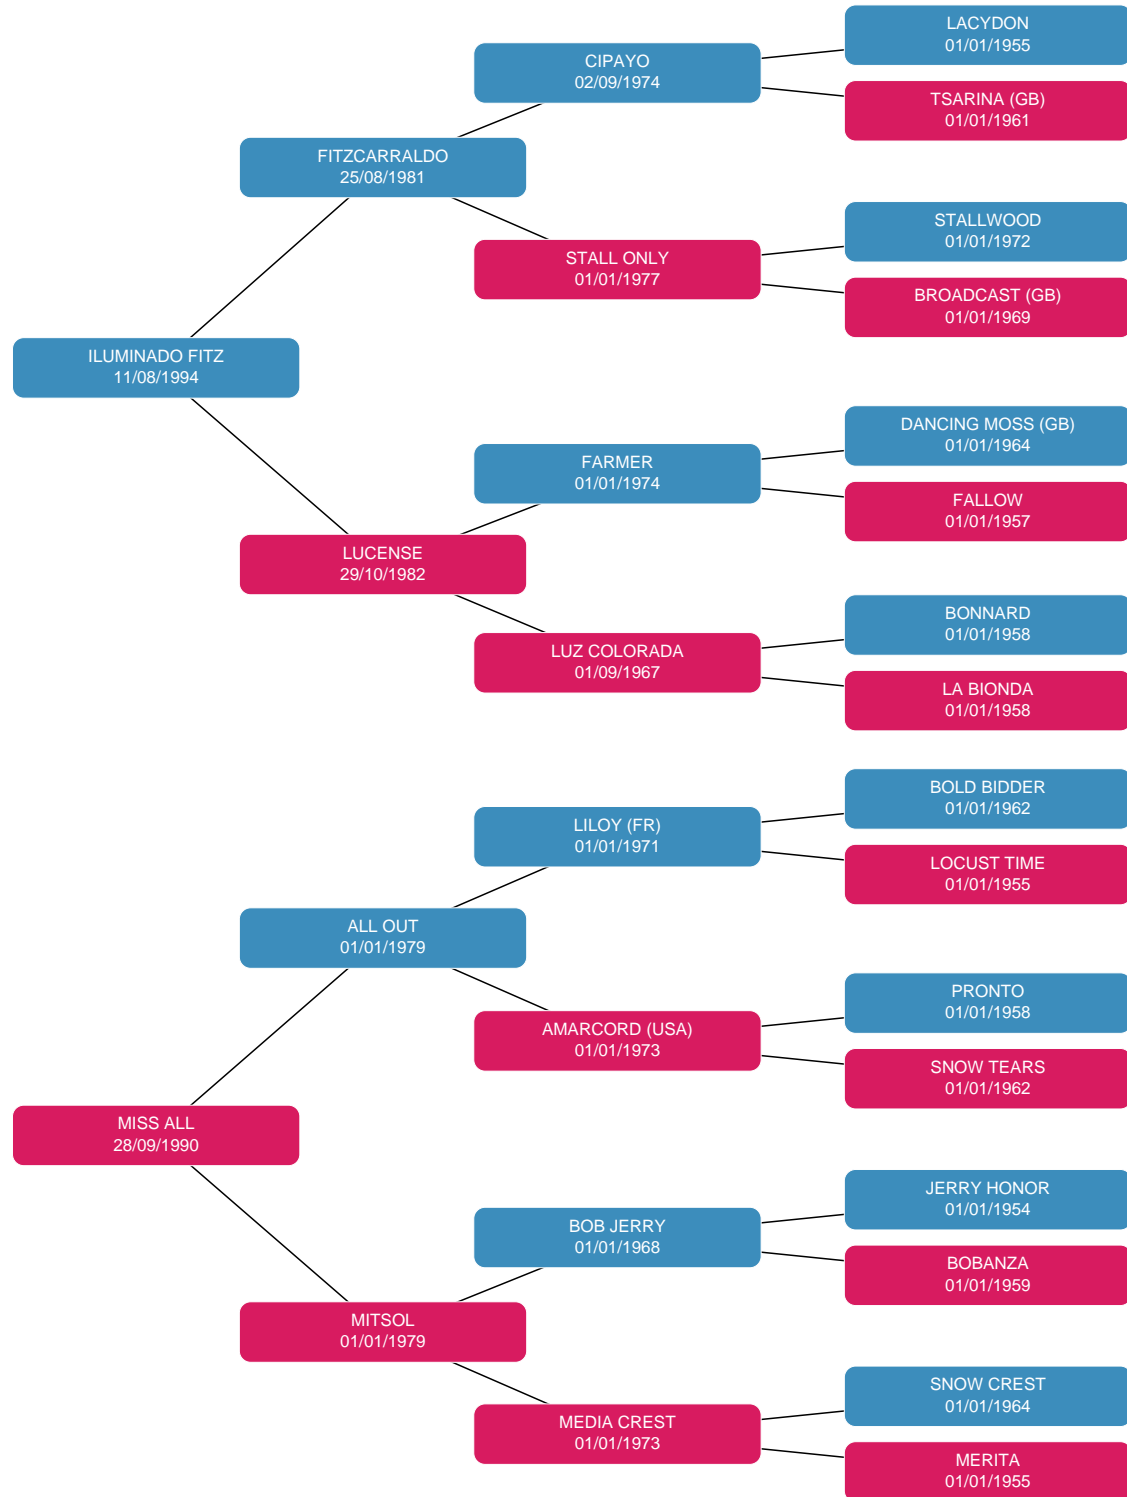 LACYDON
01/01/1955
CIPAYO
02/09/1974
TSARINA (GB)
01/01/1961
FITZCARRALDO
25/08/1981
STALLWOOD
01/01/1972
STALL ONLY
01/01/1977
BROADCAST (GB)
01/01/1969
ILUMINADO FITZ
11/08/1994
DANCING MOSS (GB)
01/01/1964
FARMER
01/01/1974
FALLOW
01/01/1957
LUCENSE
29/10/1982
BONNARD
01/01/1958
LUZ COLORADA
01/09/1967
LA BIONDA
01/01/1958
BOLD BIDDER
01/01/1962
LILOY (FR)
01/01/1971
LOCUST TIME
01/01/1955
ALL OUT
01/01/1979
PRONTO
01/01/1958
AMARCORD (USA)
01/01/1973
SNOW TEARS
01/01/1962
MISS ALL
28/09/1990
JERRY HONOR
01/01/1954
BOB JERRY
01/01/1968
BOBANZA
01/01/1959
MITSOL
01/01/1979
SNOW CREST
01/01/1964
MEDIA CREST
01/01/1973
MERITA
01/01/1955